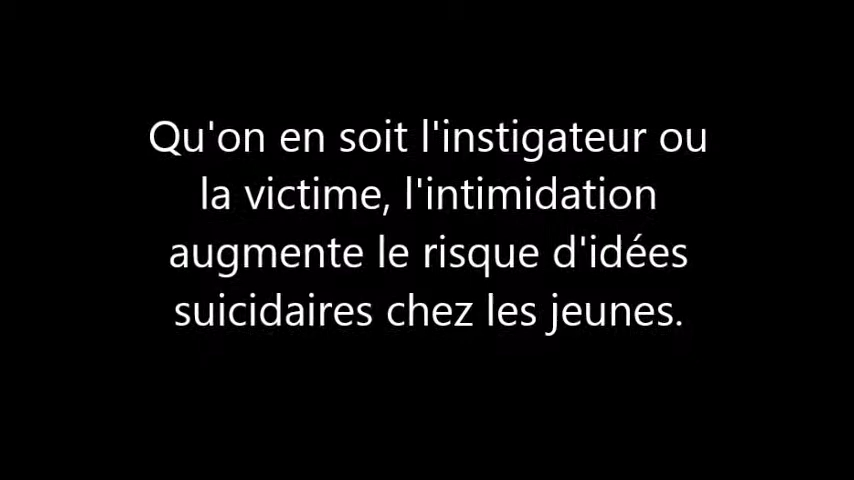 Qu'on en soit l'instigateur ou
la victime, l'intimidation
augmente le risque d'idées
suicidaires chez les jeunes.